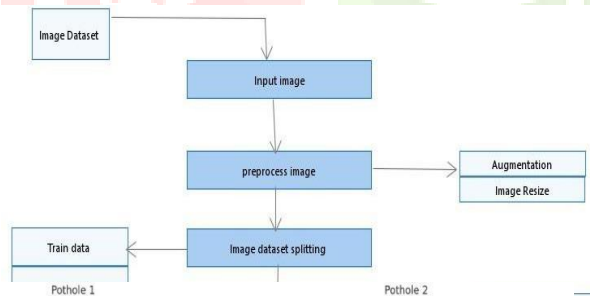 Image Dataset
Input image
preprocess image
Augmentation
Image Resize
Image dataset splitting
Train data
Pothole 1
Pothole 2